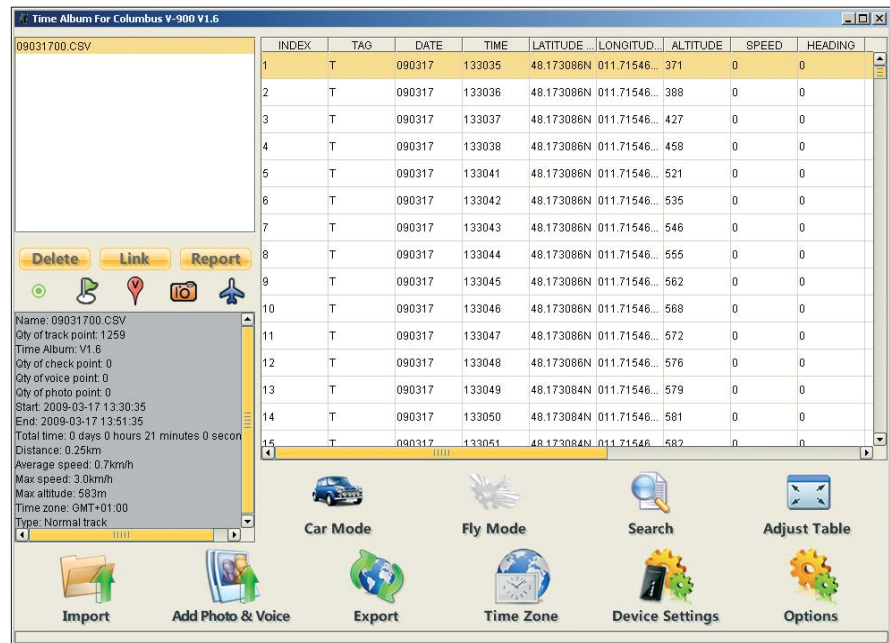 Time Album For Columbus V-900 V1.6
09031700.CSV
INDEX TAG DATE TIME LATITUDE ... LONGITUD... ALTITUDE SPEED HEADING
1 T 090317 133035 48.173086N 011.71546... 371 0 0
2 T 090317 133036 48.173086N 011.71546... 388 0 0
3 T 090317 133037 48.173086N 011.71546... 427 0 0
4 T 090317 133038 48.173086N 011.71546... 458 0 0
5 T 090317 133041 48.173086N 011.71546... 521 0 0
6 T 090317 133042 48.173086N 011.71546... 535 0 0
7 T 090317 133043 48.173086N 011.71546... 546 0 0
8 T 090317 133044 48.173086N 011.71546... 555 0 0
9 T 090317 133045 48.173086N 011.71546... 562 0 0
10 T 090317 133046 48.173086N 011.71546... 568 0 0
11 T 090317 133047 48.173086N 011.71546... 572 0 0
12 T 090317 133048 48.173086N 011.71546... 576 0 0
13 T 090317 133049 48.173084N 011.71546... 579 0 0
14 T 090317 133050 48.173084N 011.71546... 581 0 0
15 T 090317 133051 48.173084N 011.71546... 582 0 0
Delete Link Report
V
Name: 09031700.CSV
Qty of track point: 1259
Time Album: V1.6
Qty of check point: 0
Qty of voice point: 0
Qty of photo point: 0
Start: 2009-03-17 13:30:35
End: 2009-03-17 13:51:35
Total time: 0 days 0 hours 21 minutes 0 secon
Distance: 0.25km
Average speed: 0.7km/h
Max speed: 3.0km/h
Max altitude: 583m
Time zone: GMT+01:00
Type: Normal track
Car Mode Fly Mode Search Adjust Table
Import Add Photo & Voice Export Time Zone Device Settings Options